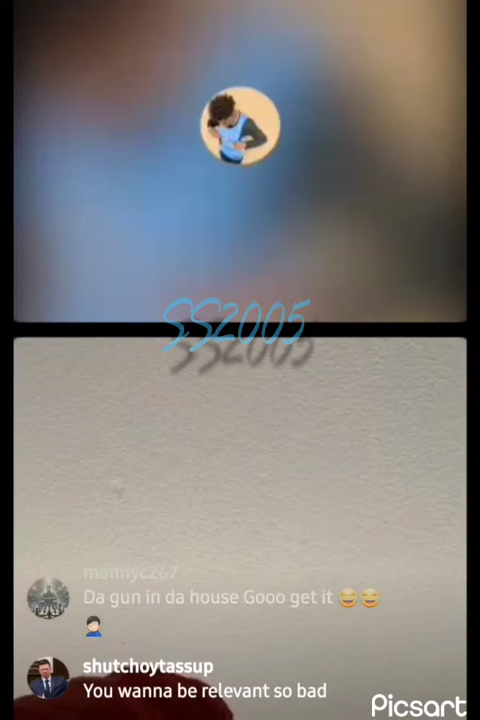 SS2005
mannyc267
Da gun in da house Gooo get it 😂😂
🤦🏻‍♂️
shutchoytassup
You wanna be relevant so bad
Picsart